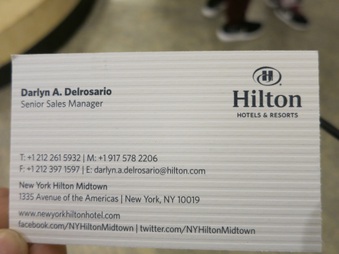 Darlyn A. Delrosario
Senior Sales Manager
H
Hilton
HOTELS & RESORTS
T: +1 212 261 5932 | M: +1 917 578 2206
F: +1 212 397 1597 | E: darlyn.a.delrosario@hilton.com
New York Hilton Midtown
1335 Avenue of the Americas | New York, NY 10019
www.newyorkhiltonhotel.com
facebook.com/NYHiltonMidtown | twitter.com/NYHiltonMidtown